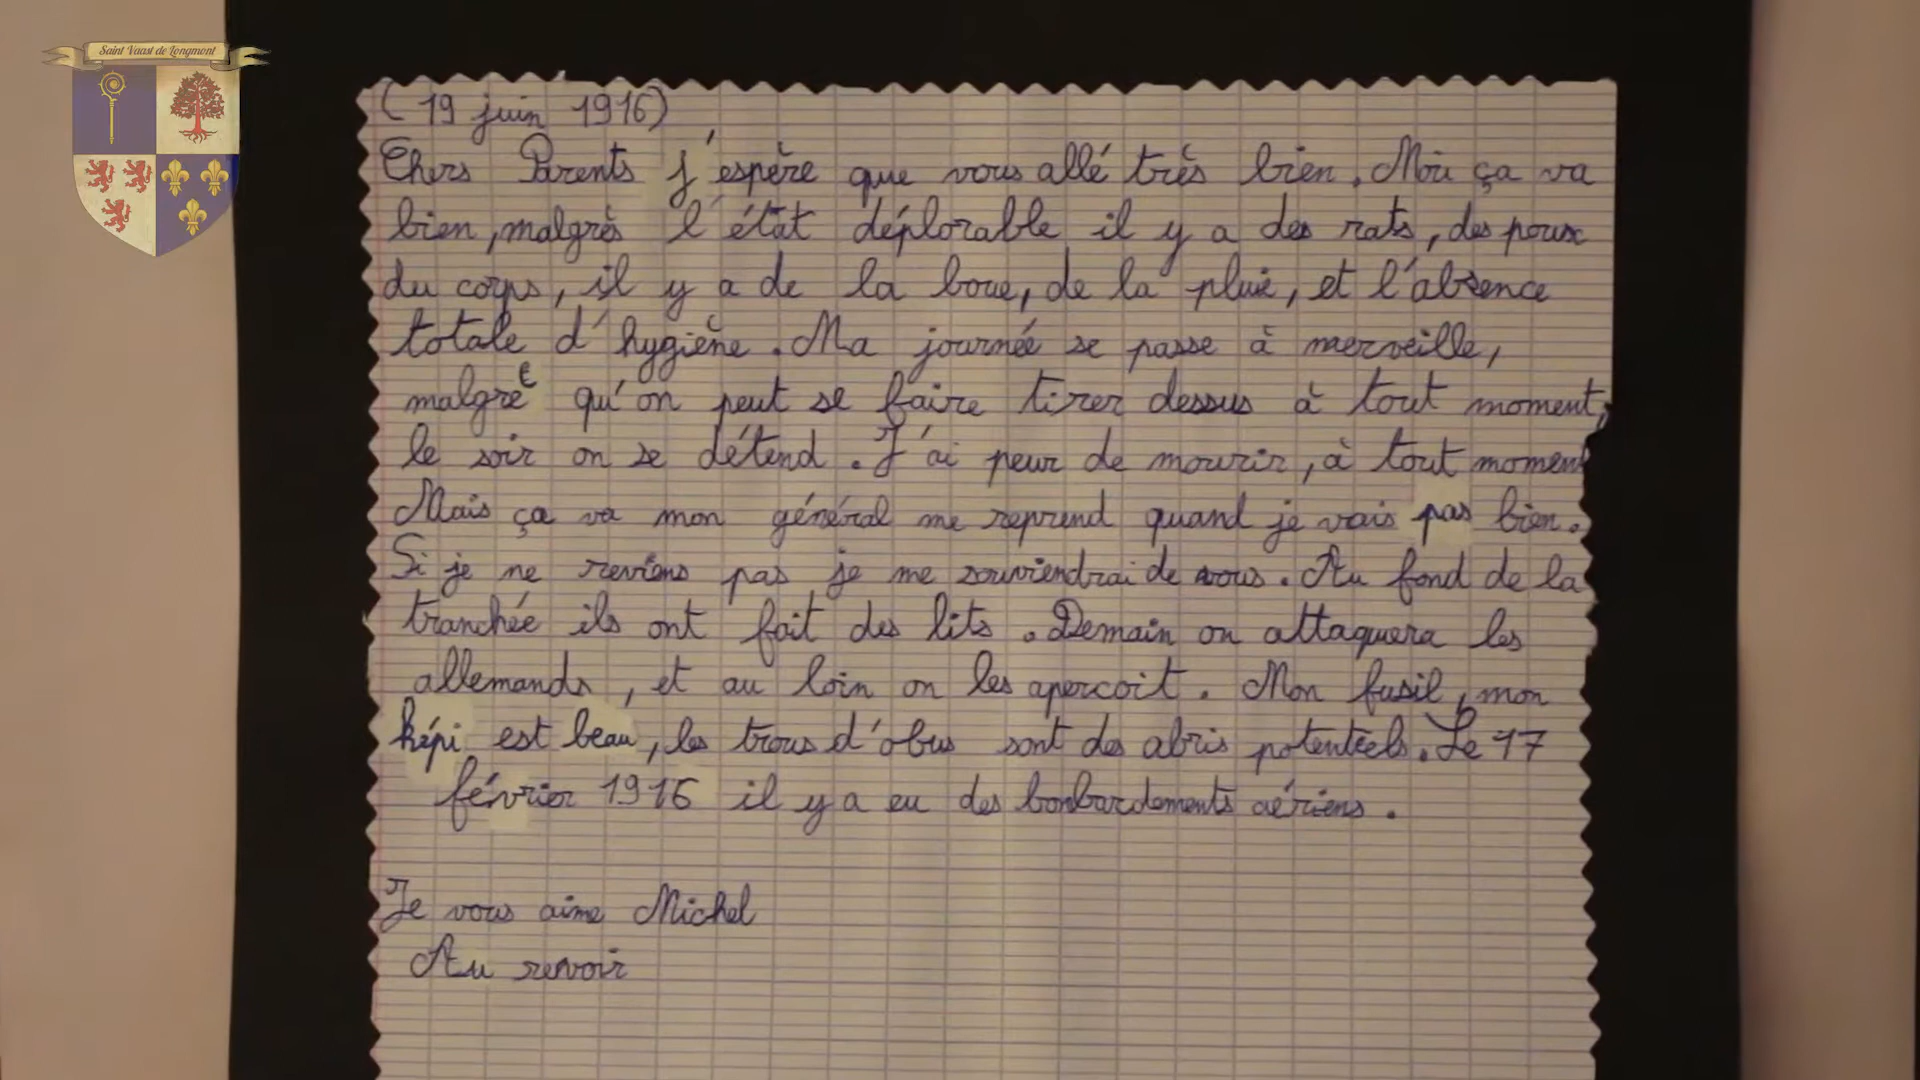 Saint Vaast de Longmont
(19 juin 1916)
Chers Parents j'espère que vous allé très bien. Moi ça va
bien, malgrès l'état déplorable il y a des rats, des poux
du corps, il y a de la boue, de la pluie, et l'absence
totale d'hygiène. Ma journée se passe à merveille,
malgré qu'on peut se faire tirer dessus à tout moment,
le soir on se détend. J'ai peur de mourir, à tout moment
Mais ça va mon général me reprend quand je vais pas bien.
Si je ne reviens pas je me souviendrai de vous. Au fond de la
tranchée ils ont fait des lits. Demain on attaquera les
allemands, et au loin on les apercoit. Mon fusil, mon
képi est beau, les trous d'obus sont des abris potentiels. Le 17
février 1916 il y a eu des bonbardements aériens.
Je vous aime Michel
Au revoir